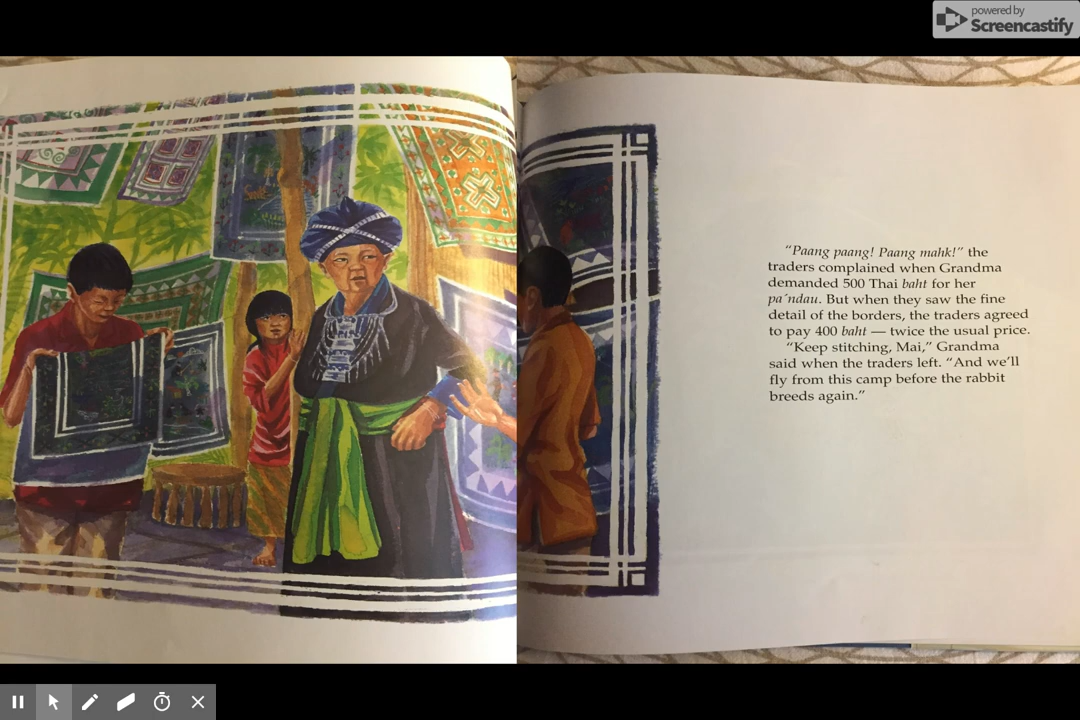 powered by
Screencastify
“Paang paang! Paang mahk!” the
traders complained when Grandma
demanded 500 Thai baht for her
pa´ndau. But when they saw the fine
detail of the borders, the traders agreed
to pay 400 baht — twice the usual price.
“Keep stitching, Mai,” Grandma
said when the traders left. “And we’ll
fly from this camp before the rabbit
breeds again.”